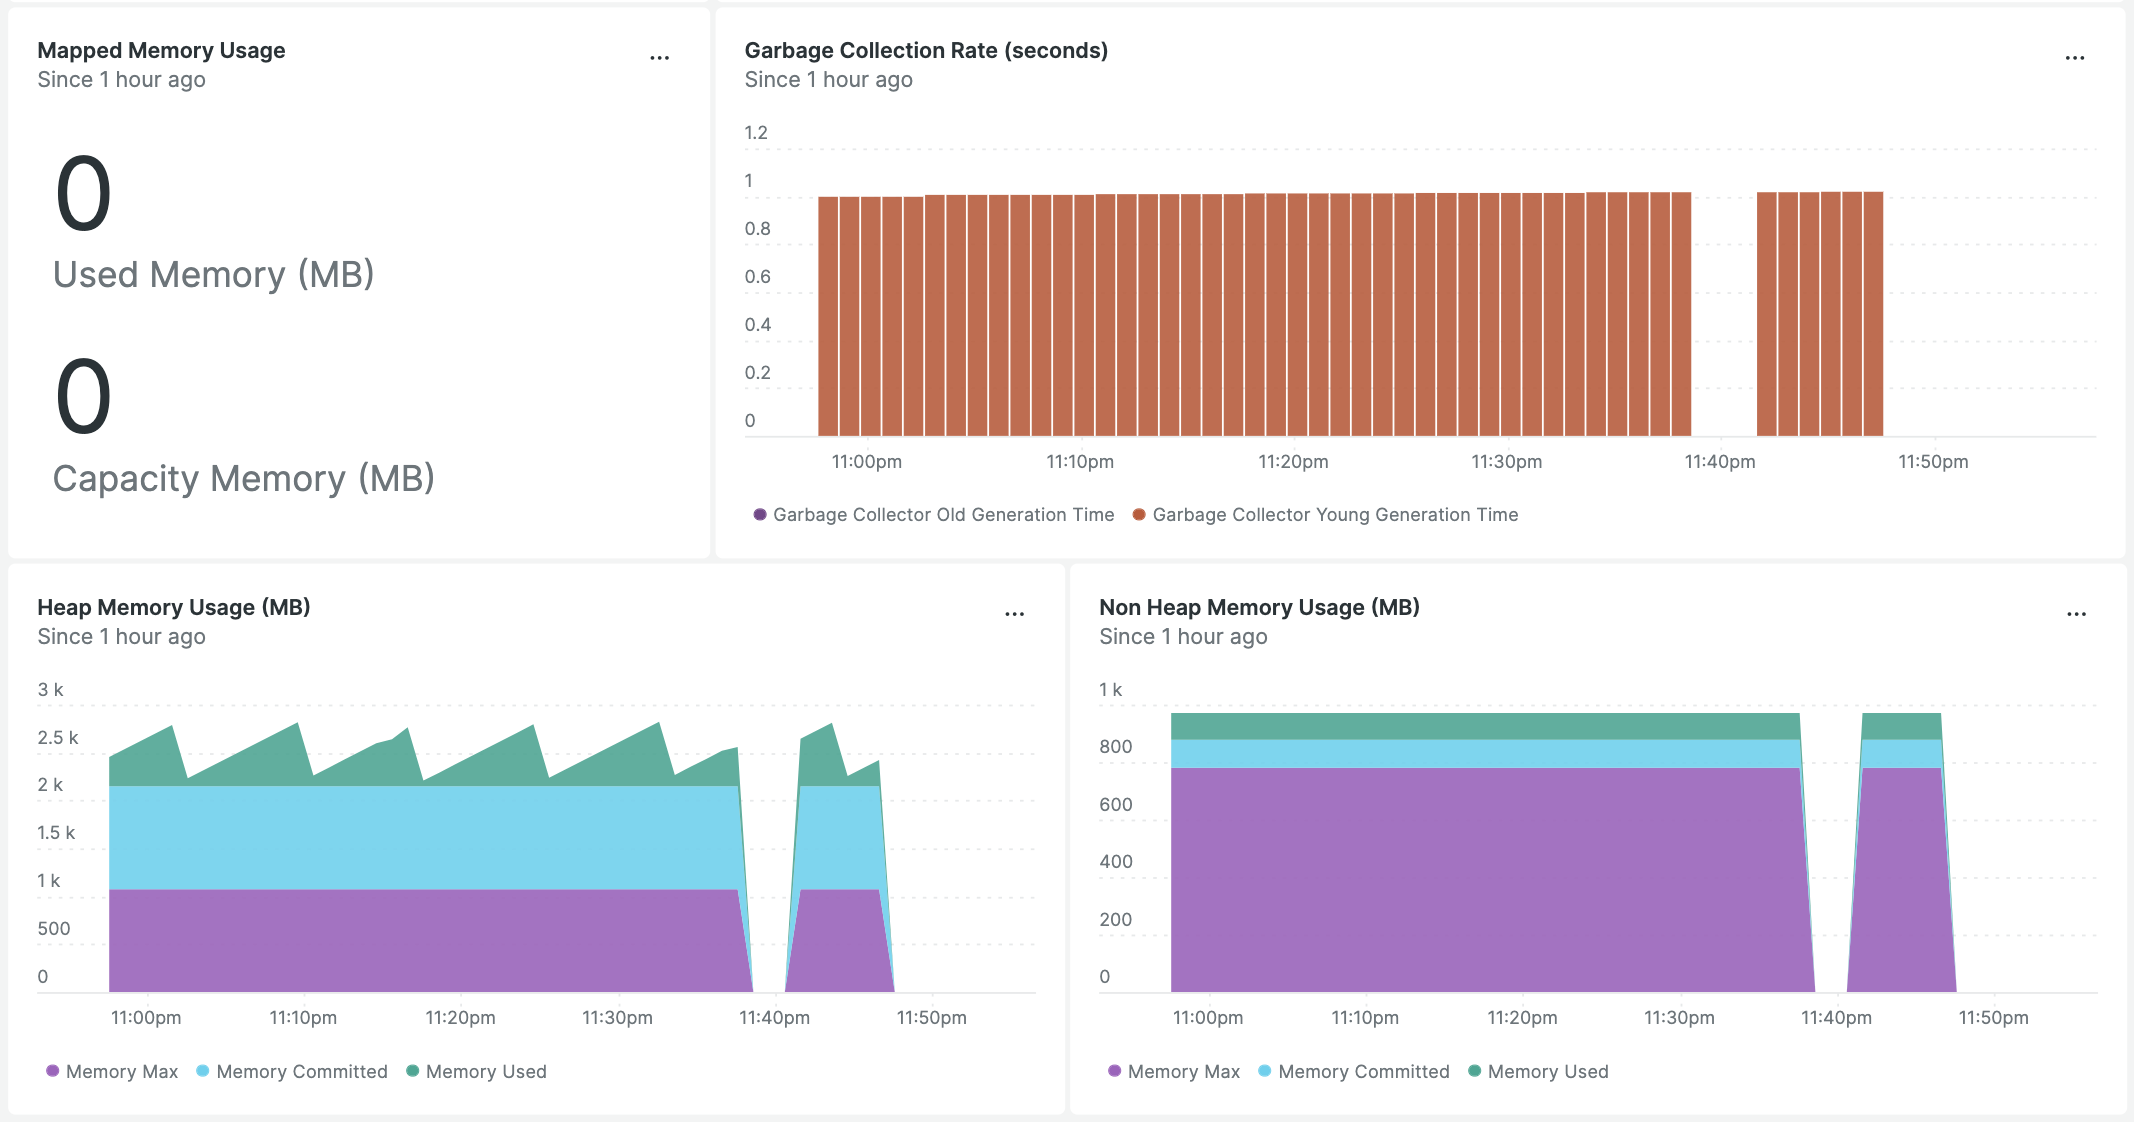 Mapped Memory Usage
Since 1 hour ago
0
Used Memory (MB)
0
Capacity Memory (MB)
Garbage Collection Rate (seconds)
Since 1 hour ago
1.2
1
0.8
0.6
0.4
0.2
0
11:00pm 11:10pm 11:20pm 11:30pm 11:40pm 11:50pm
Garbage Collector Old Generation Time Garbage Collector Young Generation Time
Heap Memory Usage (MB)
Since 1 hour ago
3 k
2.5 k
2 k
1.5 k
1 k
500
0
11:00pm 11:10pm 11:20pm 11:30pm 11:40pm 11:50pm
Memory Max Memory Committed Memory Used
Non Heap Memory Usage (MB)
Since 1 hour ago
1 k
800
600
400
200
0
11:00pm 11:10pm 11:20pm 11:30pm 11:40pm 11:50pm
Memory Max Memory Committed Memory Used